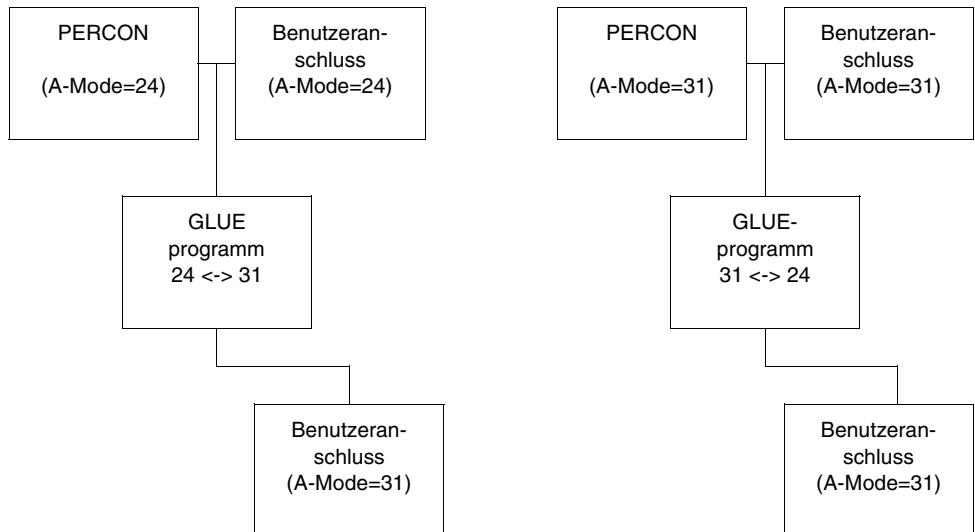 PERCON
(A-Mode=24)
Benutzeran-
schluss
(A-Mode=24)
GLUE
programm
24 <-> 31
Benutzeran-
schluss
(A-Mode=31)
PERCON
(A-Mode=31)
Benutzeran-
schluss
(A-Mode=31)
GLUE-
programm
31 <-> 24
Benutzeran-
schluss
(A-Mode=31)